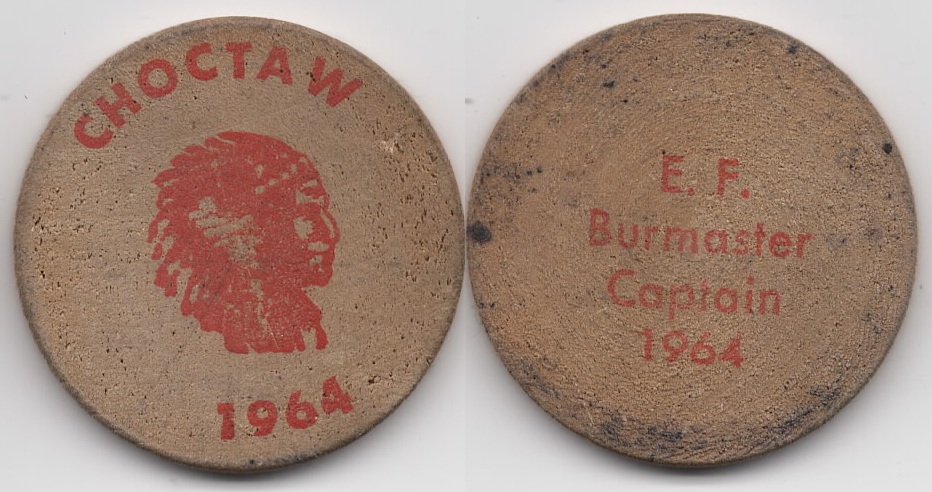 CHOCTAW
1964
E. F.
Burmaster
Captain
1964